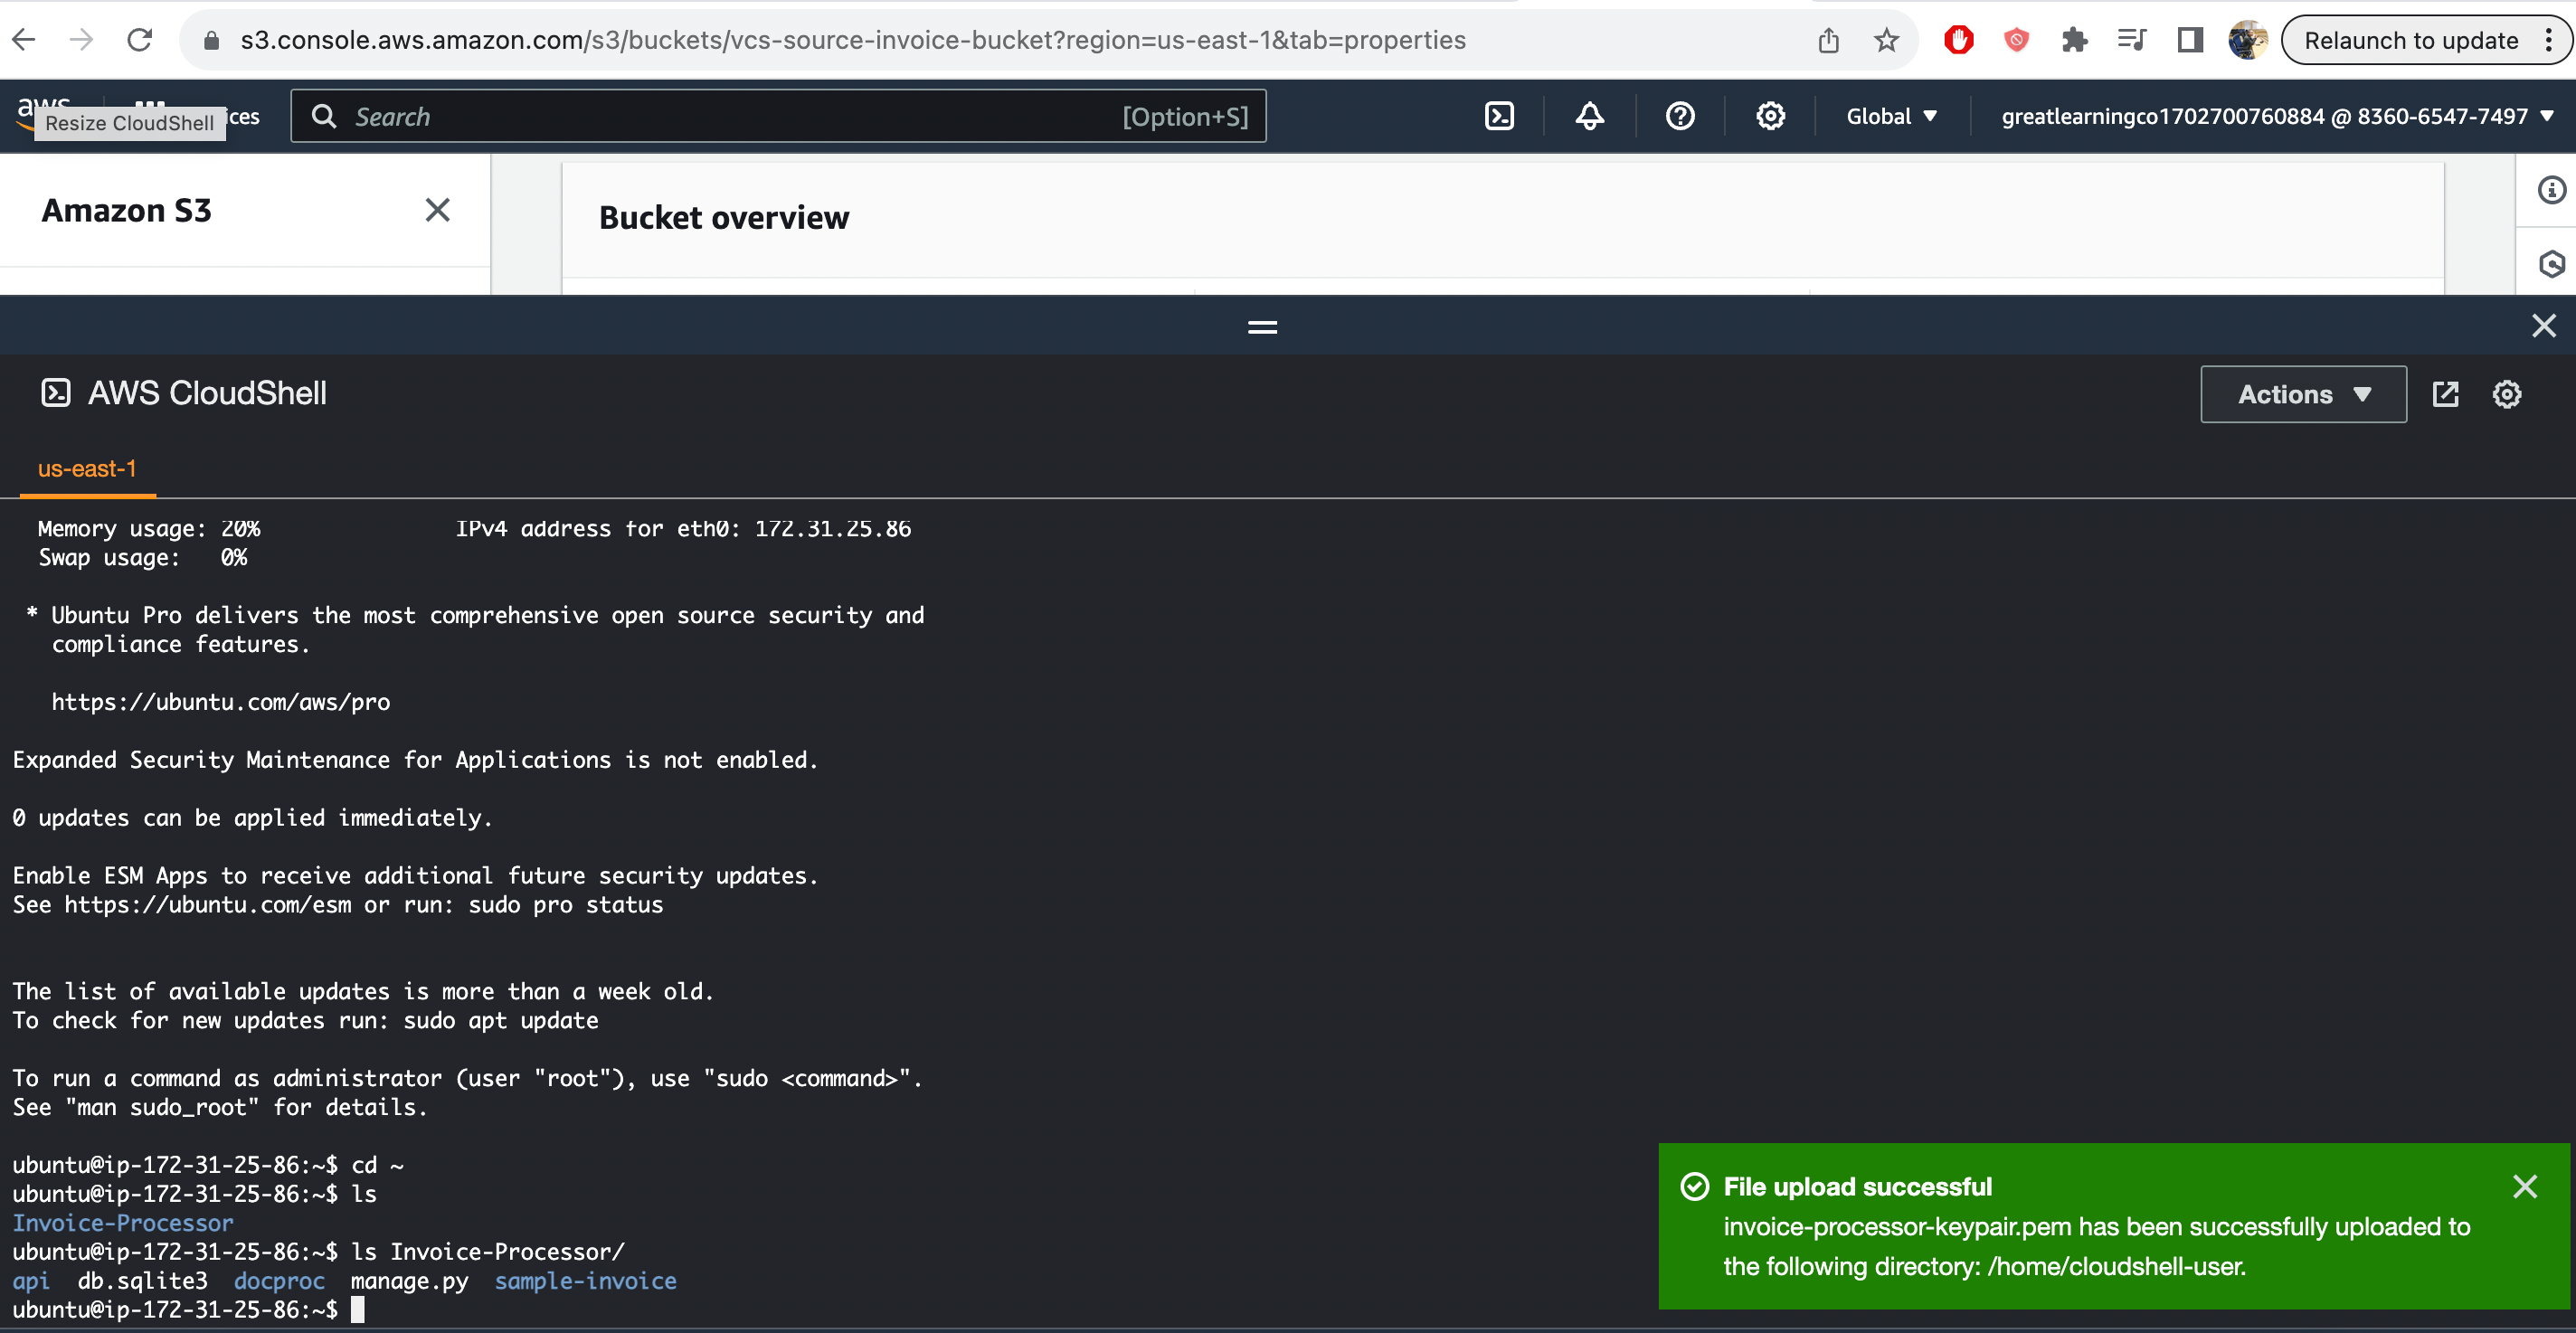 s3.console.aws.amazon.com/s3/buckets/vcs-source-invoice-bucket?region=us-east-1&tab=properties
Relaunch to update
aws
Resize CloudShell
ices
Search
[Option+S]
Global
greatlearningco1702700760884 @ 8360-6547-7497
Amazon S3
Bucket overview
AWS CloudShell
Actions
us-east-1
Memory usage: 20% IPv4 address for eth0: 172.31.25.86
Swap usage: 0%
* Ubuntu Pro delivers the most comprehensive open source security and
compliance features.
https://ubuntu.com/aws/pro
Expanded Security Maintenance for Applications is not enabled.
0 updates can be applied immediately.
Enable ESM Apps to receive additional future security updates.
See https://ubuntu.com/esm or run: sudo pro status
The list of available updates is more than a week old.
To check for new updates run: sudo apt update
To run a command as administrator (user "root"), use "sudo <command>".
See "man sudo_root" for details.
ubuntu@ip-172-31-25-86:~$ cd ~
ubuntu@ip-172-31-25-86:~$ ls
Invoice-Processor
ubuntu@ip-172-31-25-86:~$ ls Invoice-Processor/
api db.sqlite3 docproc manage.py sample-invoice
ubuntu@ip-172-31-25-86:~$
File upload successful
invoice-processor-keypair.pem has been successfully uploaded to
the following directory: /home/cloudshell-user.